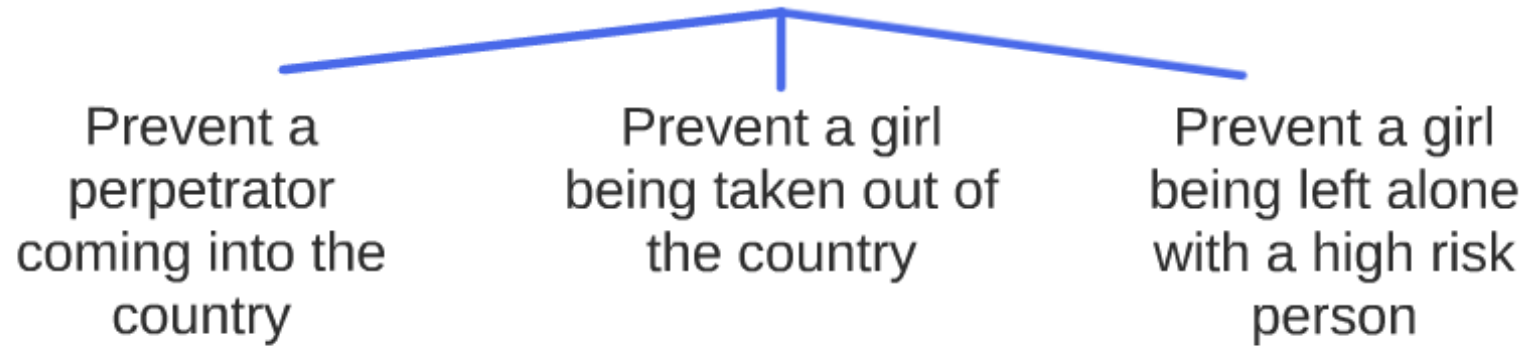 Prevent a
perpetrator
coming into the
country
Prevent a girl
being taken out of
the country
Prevent a girl
being left alone
with a high risk
person